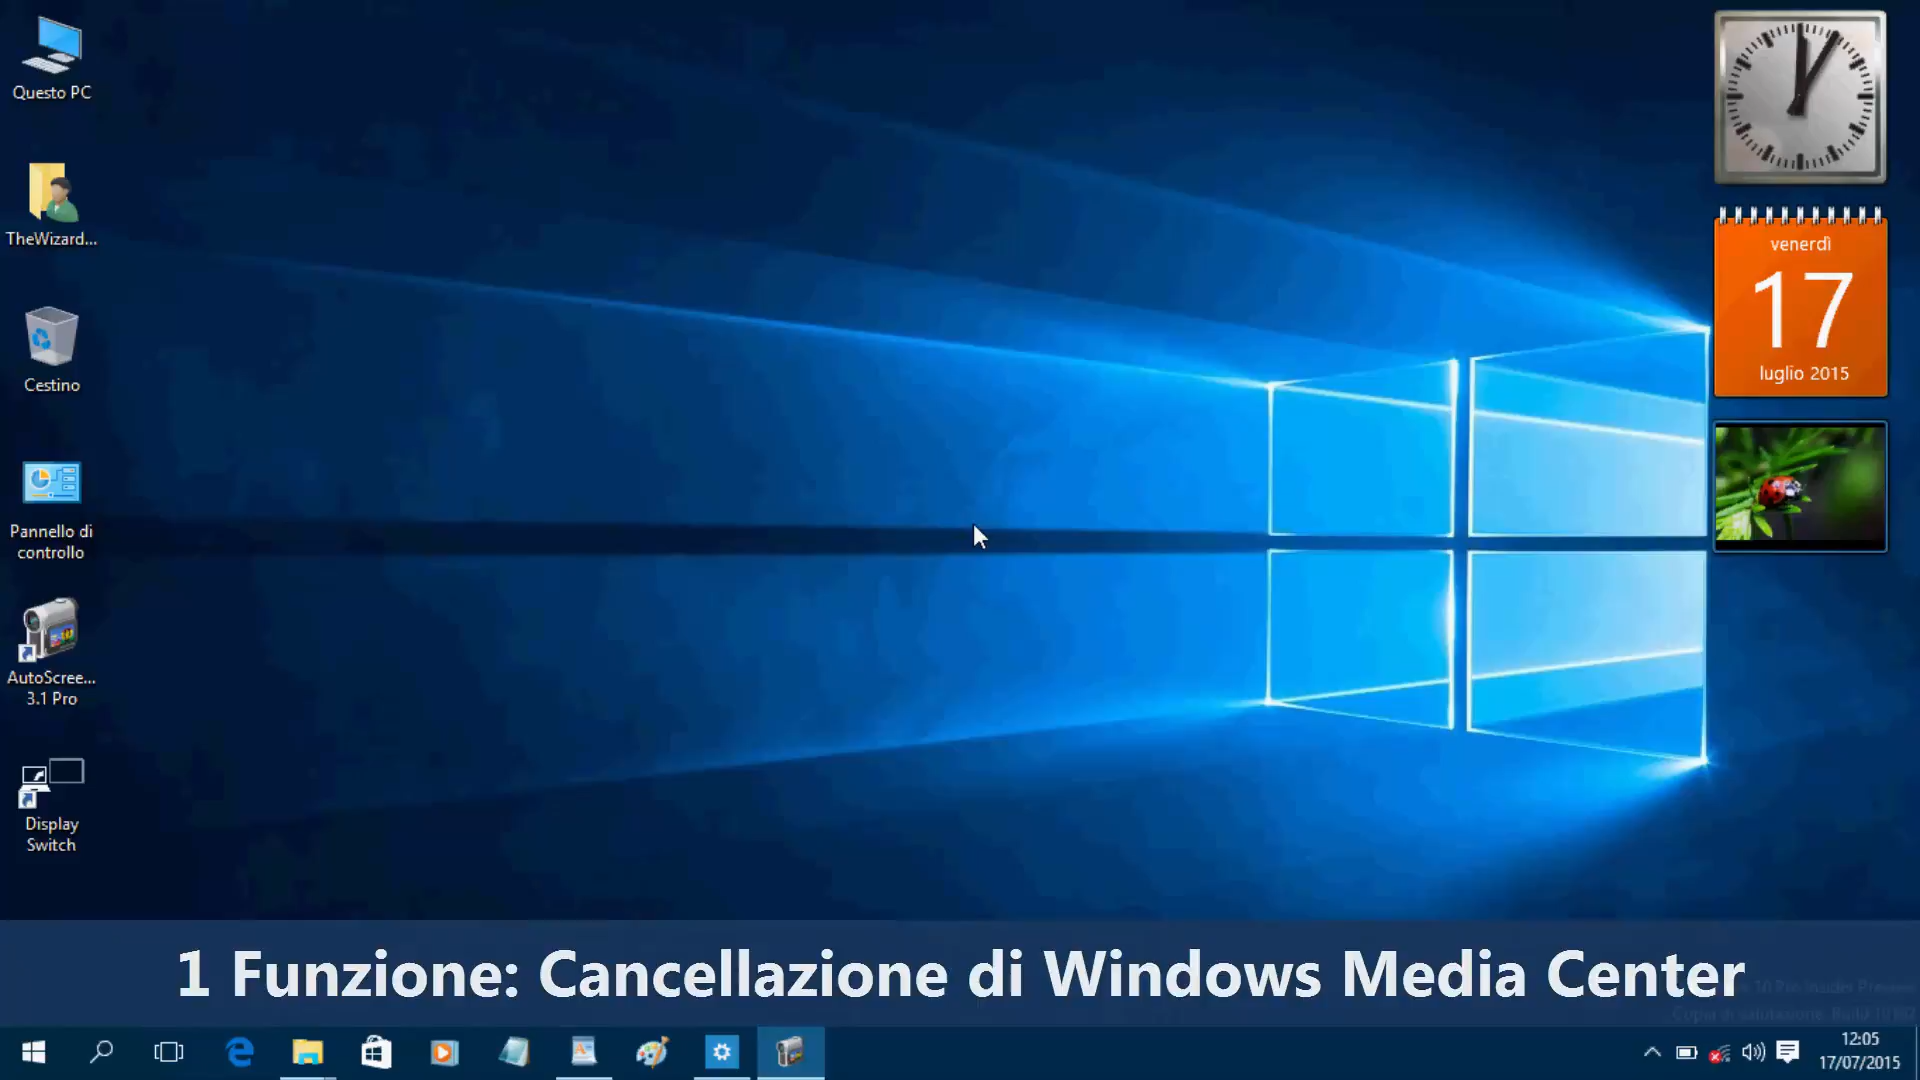 Questo PC
TheWizard...
Cestino
Pannello di
controllo
AutoScree...
3.1 Pro
Display
Switch
venerdì
17
luglio 2015
1 Funzione: Cancellazione di Windows Media Center
12:05
17/07/2015